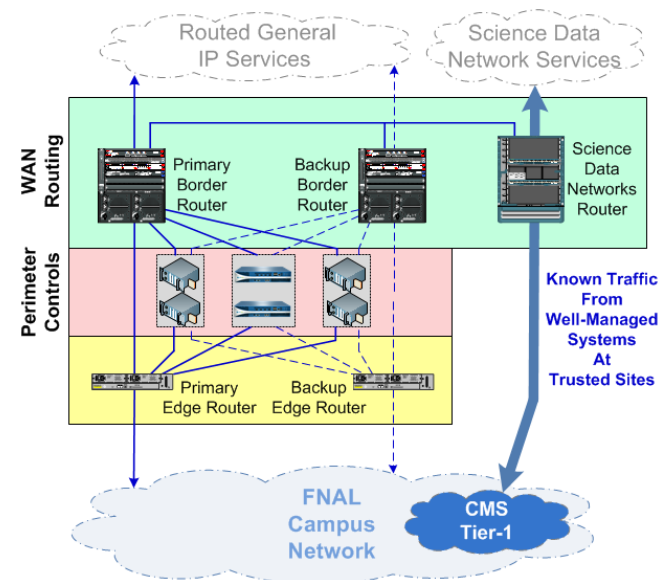 Routed General
IP Services
Science Data
Network Services
WAN
Routing
Primary
Border
Router
Backup
Border
Router
Science
Data
Networks
Router
Perimeter
Controls
Known Traffic
From
Well-Managed
Systems
At
Trusted Sites
Primary
Edge Router
Backup
Edge Router
FNAL
Campus
Network
CMS
Tier-1